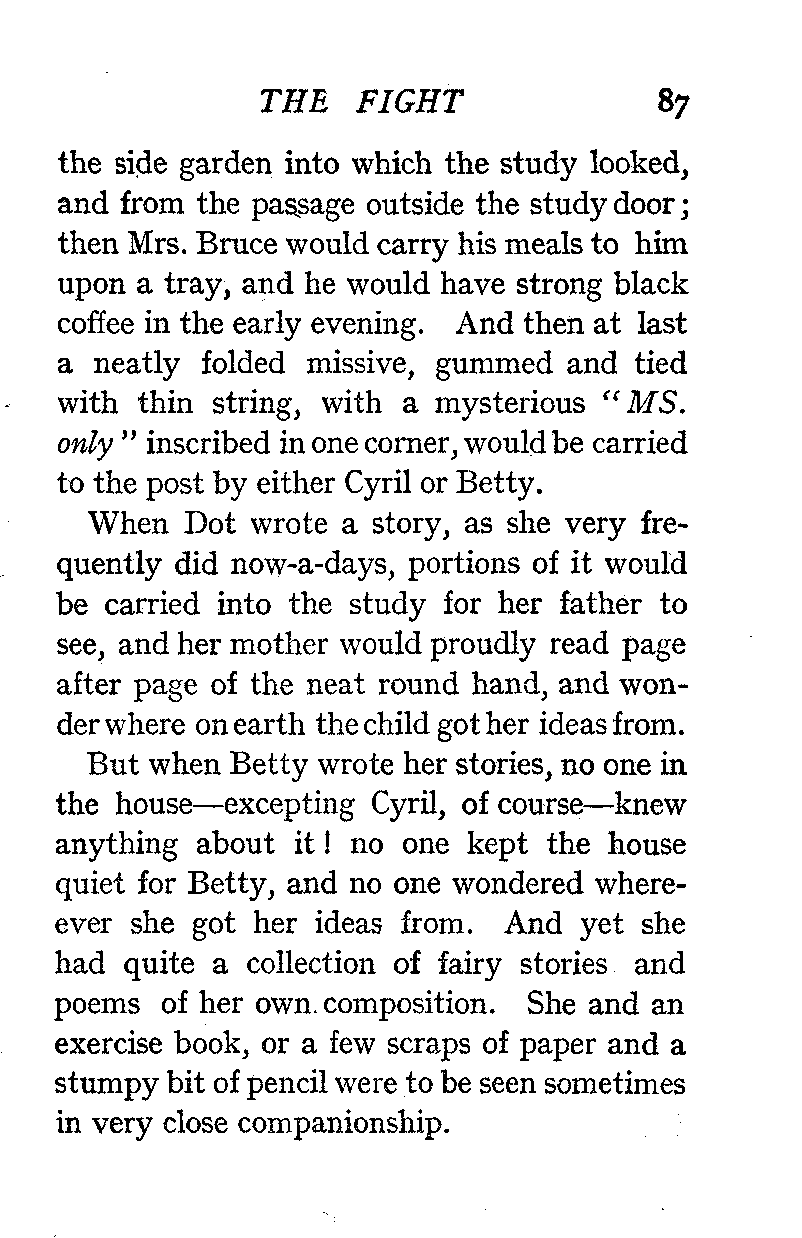 THE FIGHT 87
the side garden into which the study looked,
and from the passage outside the study door;
then Mrs. Bruce would carry his meals to him
upon a tray, and he would have strong black
coffee in the early evening. And then at last
a neatly folded missive, gummed and tied
with thin string, with a mysterious “MS.
only” inscribed in one corner, would be carried
to the post by either Cyril or Betty.
When Dot wrote a story, as she very fre-
quently did now-a-days, portions of it would
be carried into the study for her father to
see, and her mother would proudly read page
after page of the neat round hand, and won-
der where on earth the child got her ideas from.
But when Betty wrote her stories, no one in
the house—excepting Cyril, of course—knew
anything about it! no one kept the house
quiet for Betty, and no one wondered where-
ever she got her ideas from. And yet she
had quite a collection of fairy stories and
poems of her own composition. She and an
exercise book, or a few scraps of paper and a
stumpy bit of pencil were to be seen sometimes
in very close companionship.